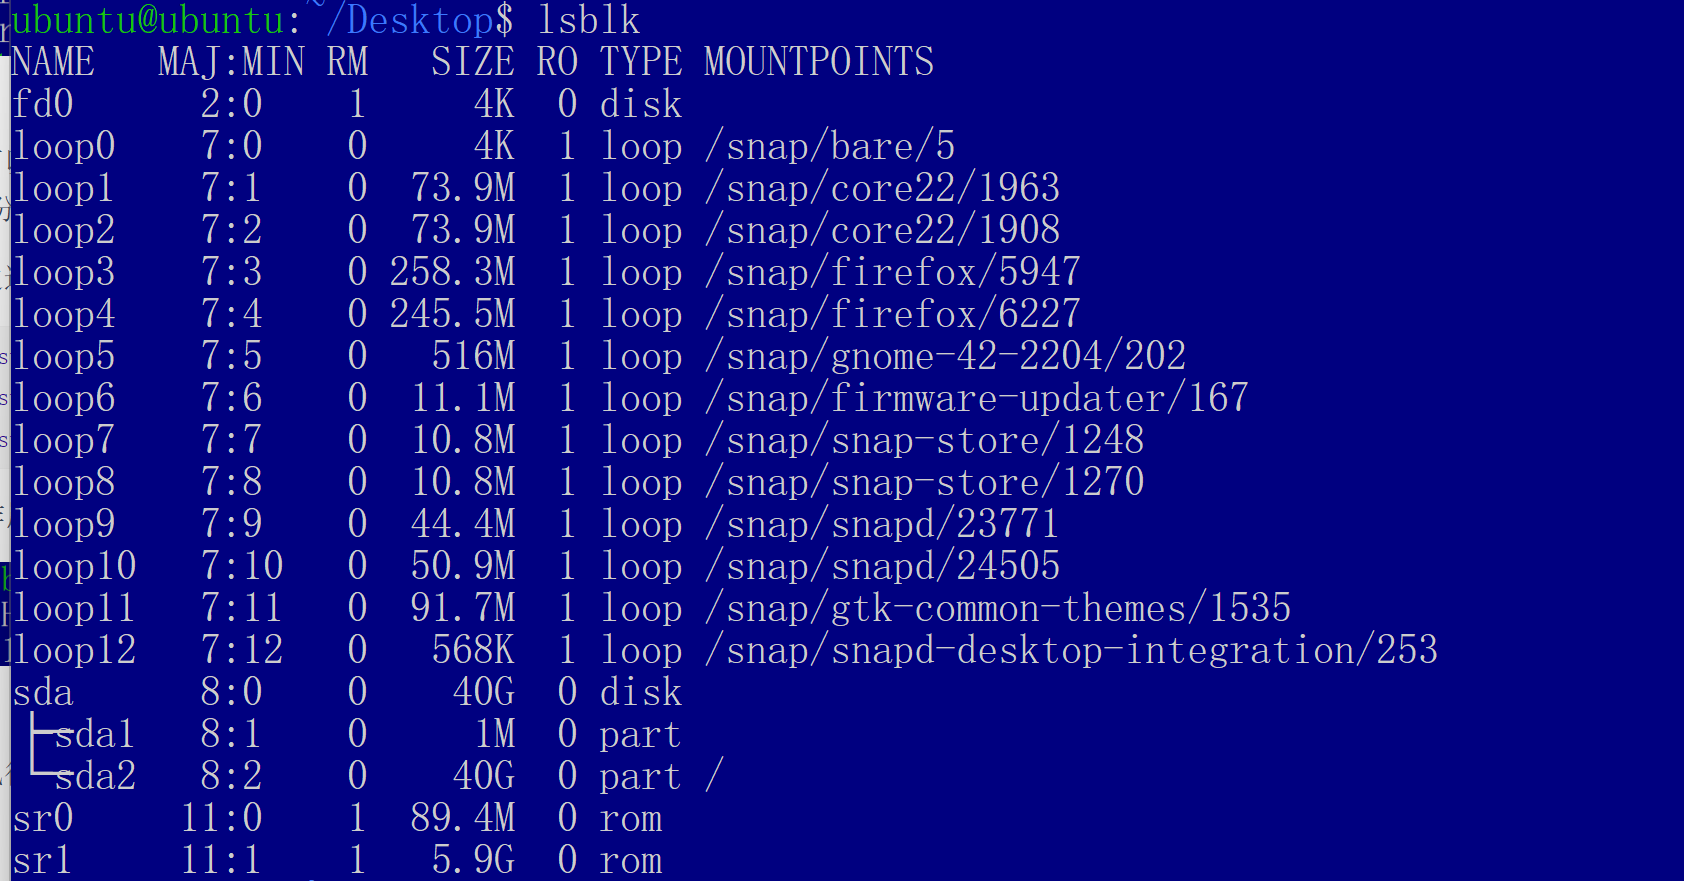 ubuntu@ubuntu:~/Desktop$ lsblk
NAME   MAJ:MIN RM   SIZE RO TYPE MOUNTPOINTS
fd0      2:0    1     4K  0 disk
loop0    7:0    0     4K  1 loop /snap/bare/5
loop1    7:1    0  73.9M  1 loop /snap/core22/1963
loop2    7:2    0  73.9M  1 loop /snap/core22/1908
loop3    7:3    0 258.3M  1 loop /snap/firefox/5947
loop4    7:4    0 245.5M  1 loop /snap/firefox/6227
loop5    7:5    0   516M  1 loop /snap/gnome-42-2204/202
loop6    7:6    0  11.1M  1 loop /snap/firmware-updater/167
loop7    7:7    0  10.8M  1 loop /snap/snap-store/1248
loop8    7:8    0  10.8M  1 loop /snap/snap-store/1270
loop9    7:9    0  44.4M  1 loop /snap/snapd/23771
loop10   7:10   0  50.9M  1 loop /snap/snapd/24505
loop11   7:11   0  91.7M  1 loop /snap/gtk-common-themes/1535
loop12   7:12   0   568K  1 loop /snap/snapd-desktop-integration/253
sda      8:0    0    40G  0 disk
├─sda1   8:1    0     1M  0 part
└─sda2   8:2    0    40G  0 part /
sr0     11:0    1  89.4M  0 rom
sr1     11:1    1   5.9G  0 rom